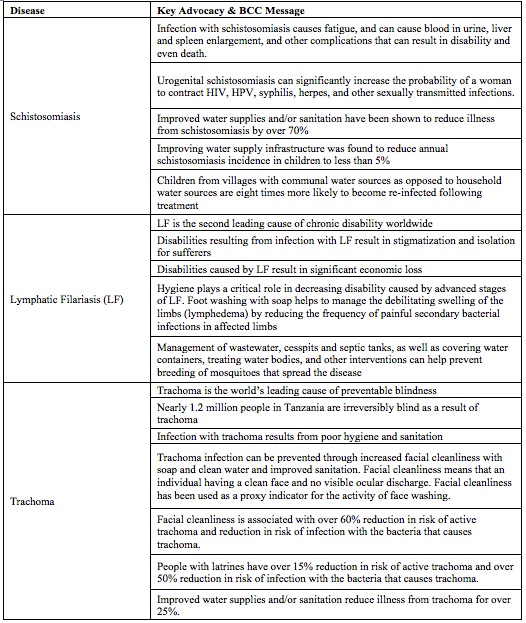 Disease
Key Advocacy & BCC Message
Schistosomiasis
Infection with schistosomiasis causes fatigue, and can cause blood in urine, liver
and spleen enlargement, and other complications that can result in disability and
even death.
Urogenital schistosomiasis can significantly increase the probability of a woman
to contract HIV, HPV, syphilis, herpes, and other sexually transmitted infections.
Improved water supplies and/or sanitation have been shown to reduce illness
from schistosomiasis by over 70%
Improving water supply infrastructure was found to reduce annual
schistosomiasis incidence in children to less than 5%
Children from villages with communal water sources as opposed to household
water sources are eight times more likely to become re-infected following
treatment
Lymphatic Filariasis (LF)
LF is the second leading cause of chronic disability worldwide
Disabilities resulting from infection with LF result in stigmatization and isolation
for sufferers
Disabilities caused by LF result in significant economic loss
Hygiene plays a critical role in decreasing disability caused by advanced stages
of LF. Foot washing with soap helps to manage the debilitating swelling of the
limbs (lymphedema) by reducing the frequency of painful secondary bacterial
infections in affected limbs
Management of wastewater, cesspits and septic tanks, as well as covering water
containers, treating water bodies, and other interventions can help prevent
breeding of mosquitoes that spread the disease
Trachoma
Trachoma is the world's leading cause of preventable blindness
Nearly 1.2 million people in Tanzania are irreversibly blind as a result of
trachoma
Infection with trachoma results from poor hygiene and sanitation
Trachoma infection can be prevented through increased facial cleanliness with
soap and clean water and improved sanitation. Facial cleanliness means that an
individual having a clean face and no visible ocular discharge. Facial cleanliness
has been used as a proxy indicator for the activity of face washing.
Facial cleanliness is associated with over 60% reduction in risk of active
trachoma and reduction in risk of infection with the bacteria that causes
trachoma.
People with latrines have over 15% reduction in risk of active trachoma and over
50% reduction in risk of infection with the bacteria that causes trachoma.
Improved water supplies and/or sanitation reduce illness from trachoma for over
25%.